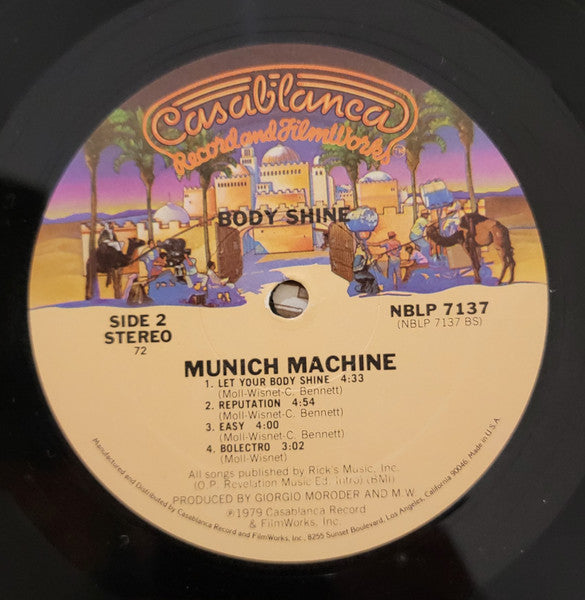 Casablanca
Record and FilmWorks
BODY SHINE
SIDE 2
STEREO
72
NBLP 7137
(NBLP 7137 BS)
MUNICH MACHINE
1. LET YOUR BODY SHINE 4:33
(Moll-Wisnet-C. Bennett)
2. REPUTATION 4:54
(Moll-Wisnet-C. Bennett)
3. EASY 4:00
(Moll-Wisnet-C. Bennett)
4. BOLECTRO 3:02
(Moll-Wisnet)
All songs published by Rick's Music, Inc.
(O.P. Revelation Music Ed. Intro) (BMI)
PRODUCED BY GIORGIO MORODER AND M.W.
℗1979 Casablanca Record
& FilmWorks, Inc.
Manufactured and Distributed by Casablanca Record and FilmWorks, Inc., 8255 Sunset Boulevard, Los Angeles, California 90046. Made in U.S.A.